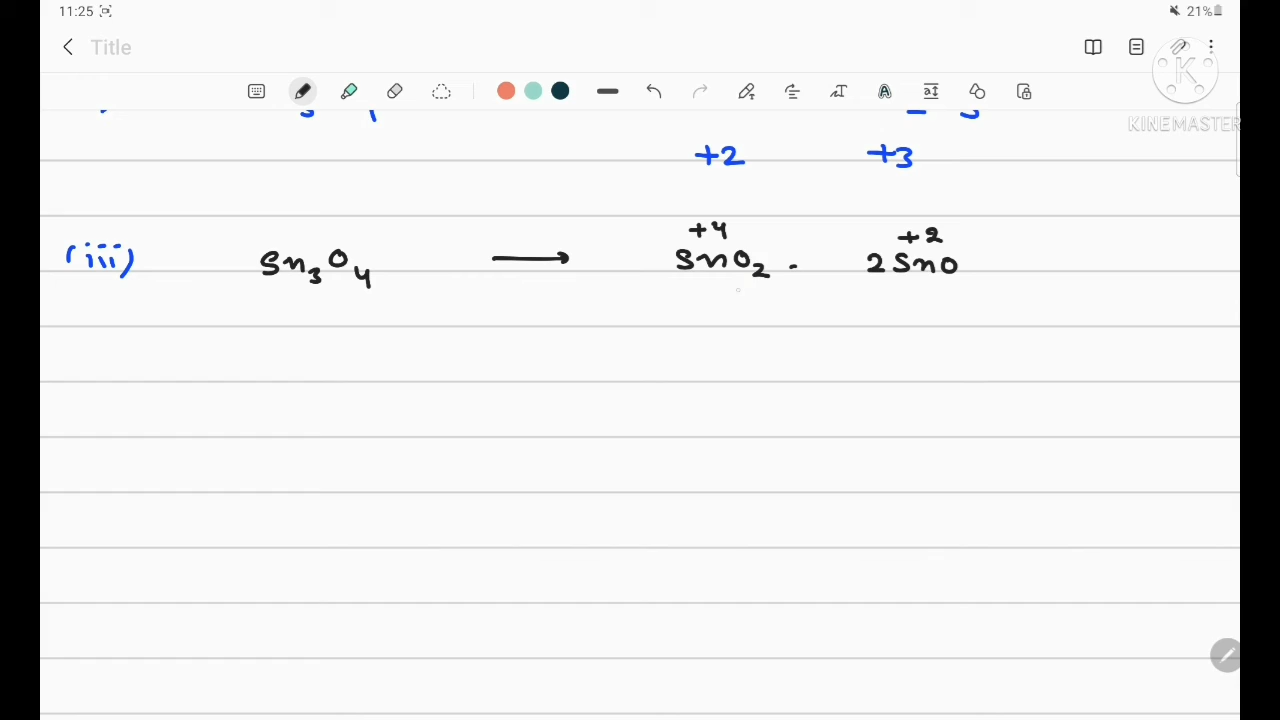 11:25 21%
Title
K
KINEMASTER
+2 +3
+4 +2
(iii) Sn₃O₄ ⟶ SnO₂ . 2SnO